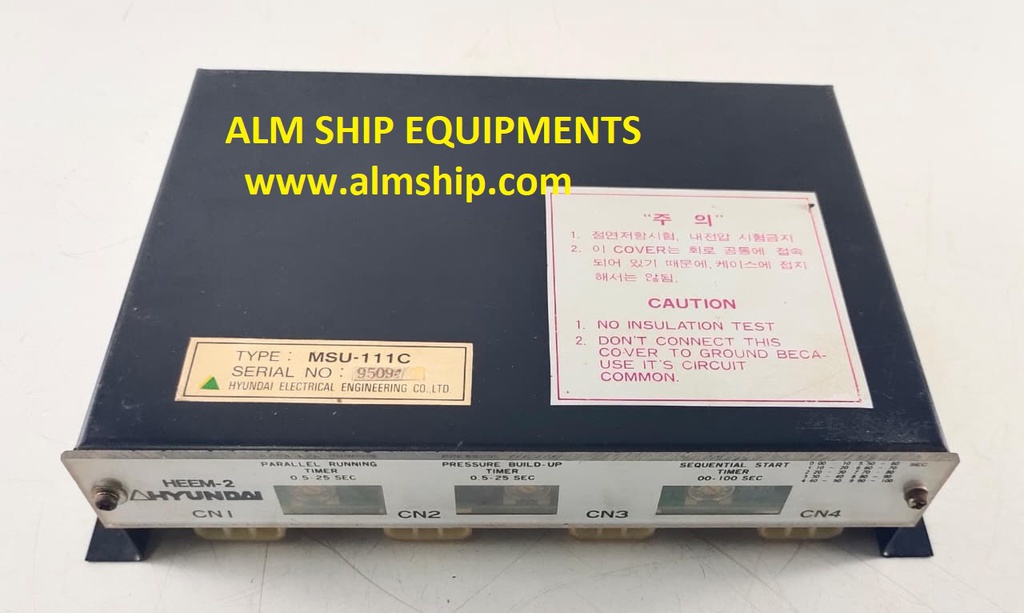 ALM SHIP EQUIPMENTS
www.almship.com
"주 의"
1. 절연저항시험, 내전압 시험금지
2. 이 COVER는 회로 공통에 접속
되어 있기 때문에, 케이스에 접지
해서는 않됨.
CAUTION
1. NO INSULATION TEST
2. DON'T CONNECT THIS
COVER TO GROUND BECA-
USE IT'S CIRCUIT
COMMON.
TYPE : MSU-111C
SERIAL NO :
HYUNDAI ELECTRICAL ENGINEERING CO., LTD.
PARALLEL RUNNING
TIMER
0.5-25 SEC
PRESSURE BUILD-UP
TIMER
0.5-25 SEC
SEQUENTIAL START
TIMER
00-100 SEC
SEC
HEEM-2
HYUNDAI
CN1
CN2
CN3
CN4